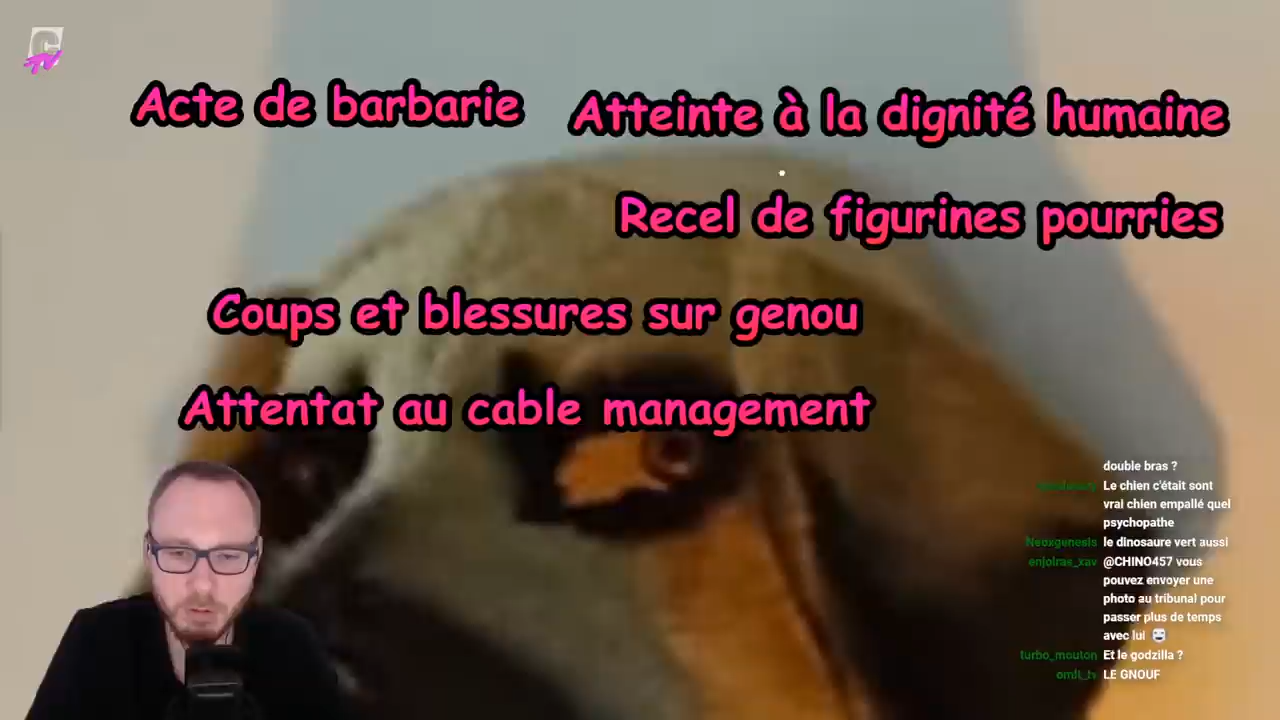 C
TV
Acte de barbarie
Atteinte à la dignité humaine
Recel de figurines pourries
Coups et blessures sur genou
Attentat au cable management
double bras ?
Le chien c'était sont
vrai chien empallé quel
psychopathe
Neoxgenesis le dinosaure vert aussi
enjolras_xav @CHINO457 vous
pouvez envoyer une
photo au tribunal pour
passer plus de temps
avec lui
turbo_mouton Et le godzilla ?
omlt_tv LE GNOUF